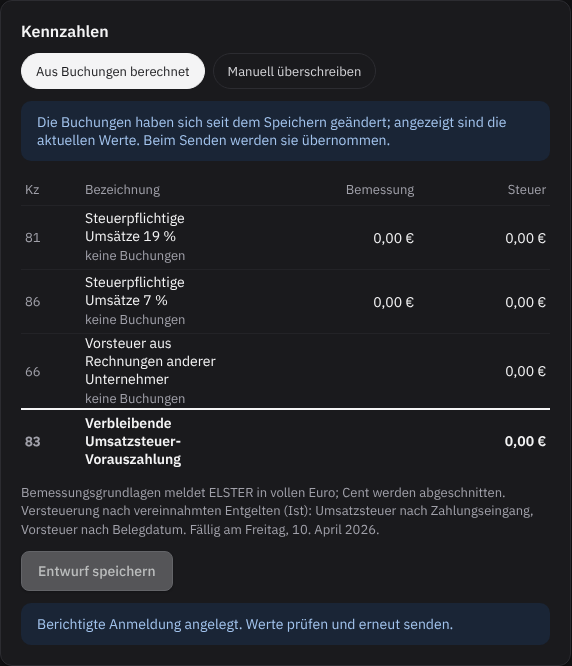 Kennzahlen
Aus Buchungen berechnet
Manuell überschreiben
Die Buchungen haben sich seit dem Speichern geändert; angezeigt sind die
aktuellen Werte. Beim Senden werden sie übernommen.
Kz Bezeichnung Bemessung Steuer
Steuerpflichtige
81 Umsätze 19 % 0,00 € 0,00 €
keine Buchungen
Steuerpflichtige
86 Umsätze 7 % 0,00 € 0,00 €
keine Buchungen
Vorsteuer aus
Rechnungen anderer
66 Unternehmer 0,00 €
keine Buchungen
Verbleibende
83 Umsatzsteuer- 0,00 €
Vorauszahlung
Bemessungsgrundlagen meldet ELSTER in vollen Euro; Cent werden abgeschnitten.
Versteuerung nach vereinnahmten Entgelten (Ist): Umsatzsteuer nach Zahlungseingang,
Vorsteuer nach Belegdatum. Fällig am Freitag, 10. April 2026.
Entwurf speichern
Berichtigte Anmeldung angelegt. Werte prüfen und erneut senden.